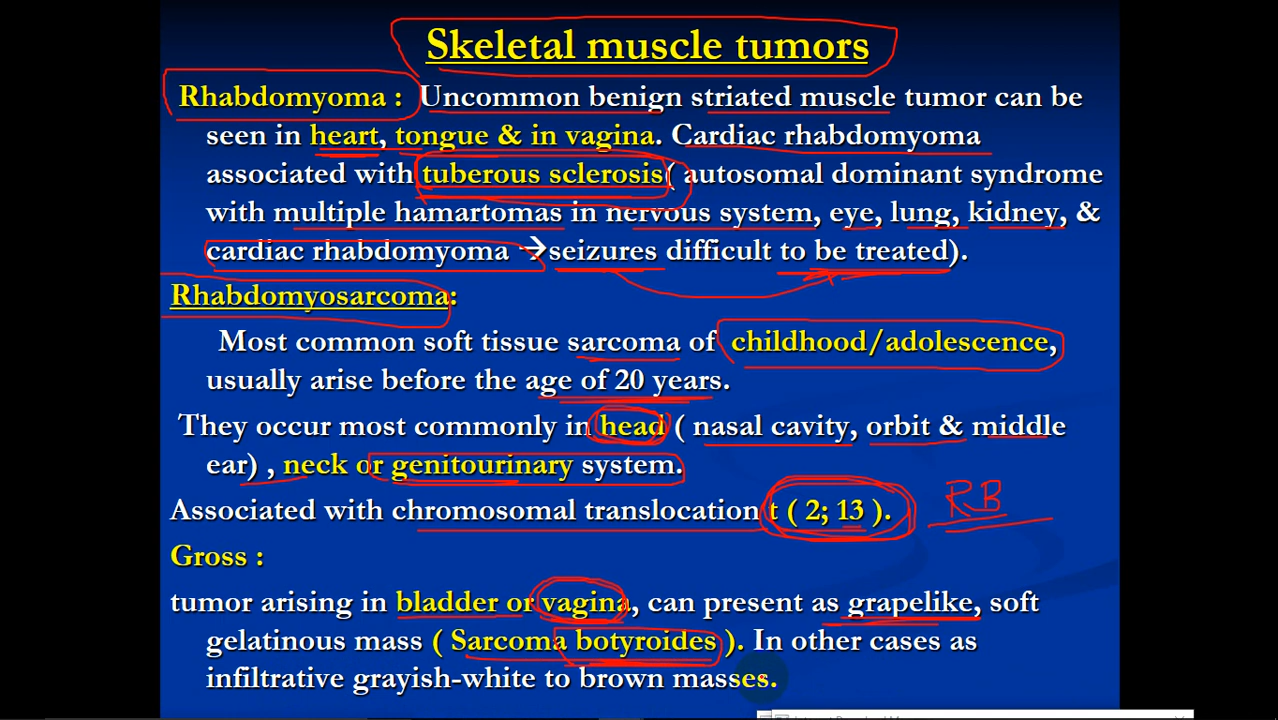 Skeletal muscle tumors
Rhabdomyoma : Uncommon benign striated muscle tumor can be
seen in heart, tongue & in vagina. Cardiac rhabdomyoma
associated with tuberous sclerosis( autosomal dominant syndrome
with multiple hamartomas in nervous system, eye, lung, kidney, &
cardiac rhabdomyoma →seizures difficult to be treated).
Rhabdomyosarcoma:
Most common soft tissue sarcoma of childhood/adolescence,
usually arise before the age of 20 years.
They occur most commonly in head ( nasal cavity, orbit & middle
ear) , neck or genitourinary system.
Associated with chromosomal translocation t ( 2; 13 ). RB
Gross :
tumor arising in bladder or vagina, can present as grapelike, soft
gelatinous mass ( Sarcoma botyroides ). In other cases as
infiltrative grayish-white to brown masses.